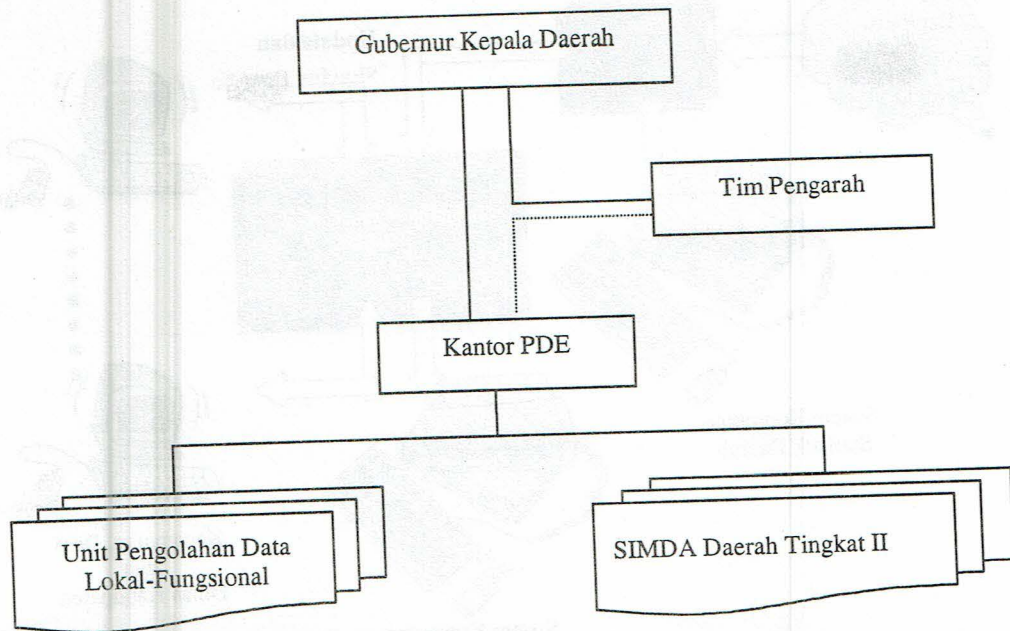 Gubernur Kepala Daerah
Tim Pengarah
Kantor PDE
Unit Pengolahan Data
Lokal-Fungsional
SIMDA Daerah Tingkat II